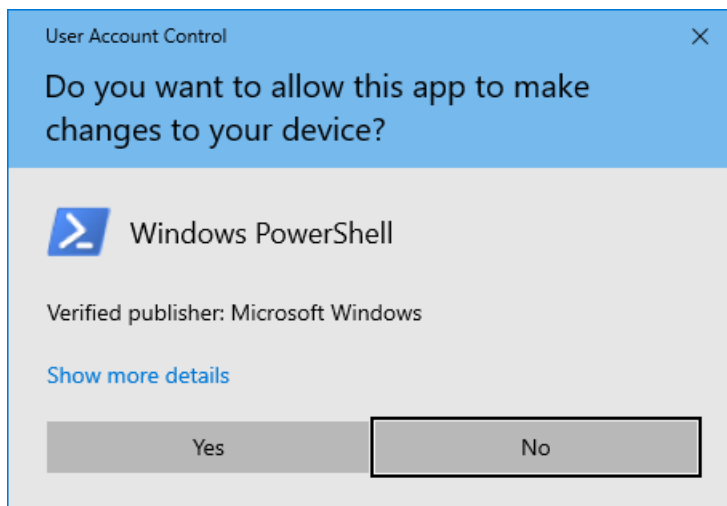 User Account Control
Do you want to allow this app to make
changes to your device?
Windows PowerShell
Verified publisher: Microsoft Windows
Show more details
Yes
No